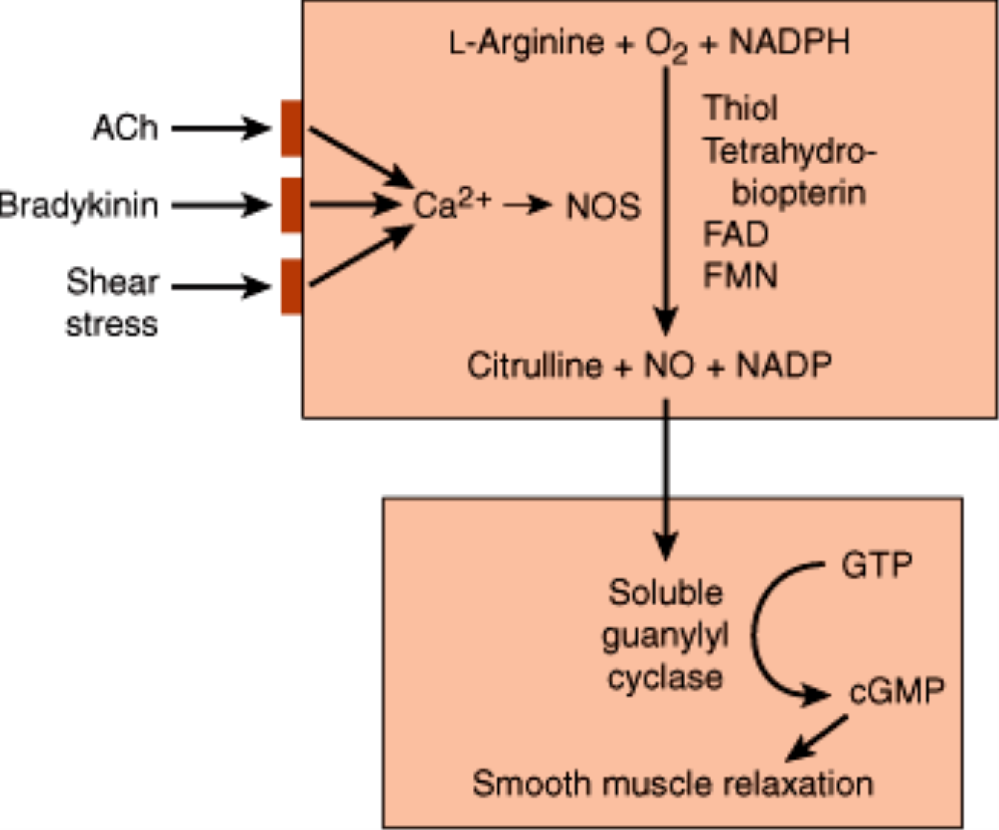 L-Arginine + O₂ + NADPH
Thiol
Tetrahydro-
biopterin
FAD
FMN
ACh
Bradykinin
Shear
stress
Ca²⁺
NOS
Citrulline + NO + NADP
Soluble
guanylyl
cyclase
GTP
cGMP
Smooth muscle relaxation